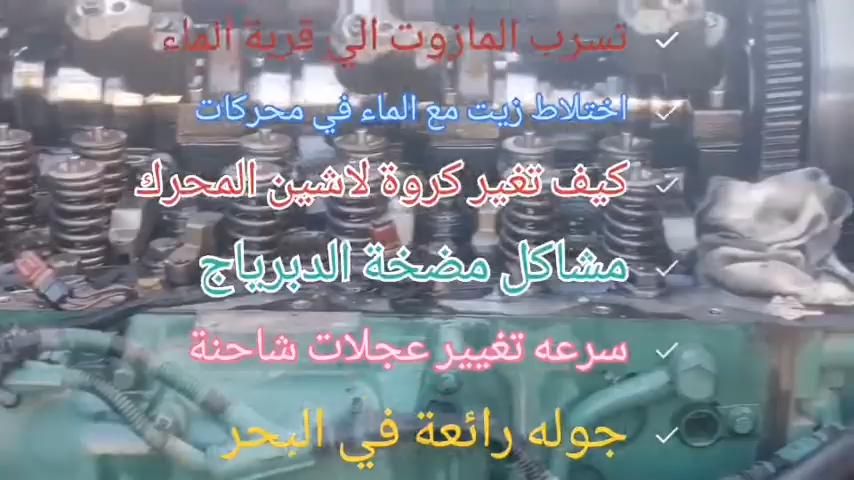 تسرب المازوت الي قربة الماء
اختلاط زيت مع الماء في محركات
كيف تغير كروة لاشين المحرك
مشاكل مضخة الدبرياج
سرعه تغيير عجلات شاحنة
جوله رائعة في البحر